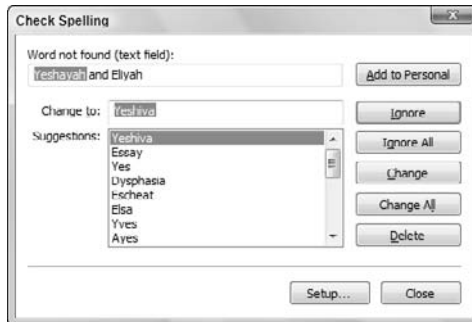 Check Spelling
Word not found (text field):
Yeshayah and Eliyah
Add to Personal
Change to: Yeshiva
Ignore
Suggestions:
Yeshiva
Essay
Yes
Dysphasia
Escheat
Elsa
Yves
Ayes
Ignore All
Change
Change All
Delete
Setup...
Close